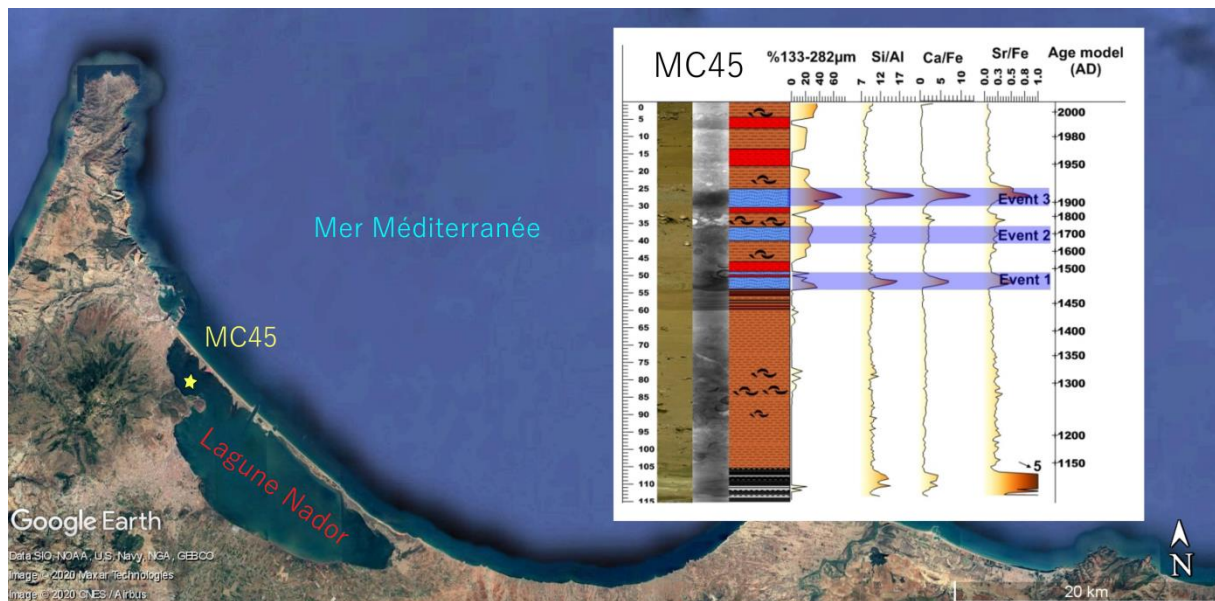 MC45
%133-282µm
Si/Al
Ca/Fe
Sr/Fe
Age model
(AD)
0 20 40 60
7 12 17
0 5 10
0.0 0.3 0.5 0.8 1.0
0
5
10
15
20
25
30
35
40
45
50
55
60
65
70
75
80
85
90
95
100
105
110
115
2000
1980
1950
1900
1800
1700
1600
1500
1450
1400
1350
1300
1200
1150
Event 3
Event 2
Event 1
5
Mer Méditerranée
MC45
Lagune Nador
Google Earth
Data SIO, NOAA, U.S. Navy, NGA, GEBCO
Image © 2020 Maxar Technologies
Image © 2020 CNES / Airbus
N
20 km